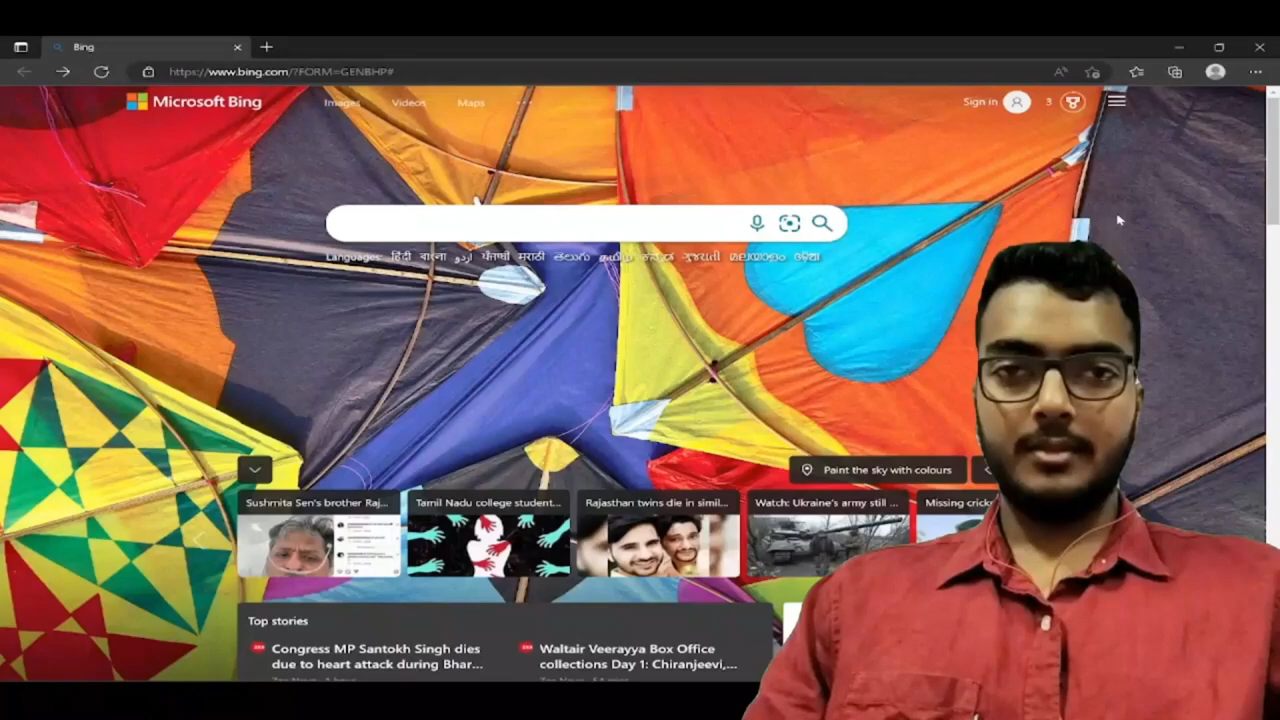 Bing
https://www.bing.com/?FORM=GENBHP#
Microsoft Bing
Images Videos Maps
Sign in 3
Languages: हिंदी বাংলা اردو ਪੰਜਾਬੀ मराठी తెలుగు தமிழ் ಕನ್ನಡ ગુજરાતી മലയാളം ଓଡ଼ିଆ
Paint the sky with colours
Sushmita Sen's brother Raj...
Tamil Nadu college student...
Rajasthan twins die in simil...
Watch: Ukraine's army still ...
Missing crick
Top stories
Congress MP Santokh Singh dies
due to heart attack during Bhar...
Waltair Veerayya Box Office
collections Day 1: Chiranjeevi,...